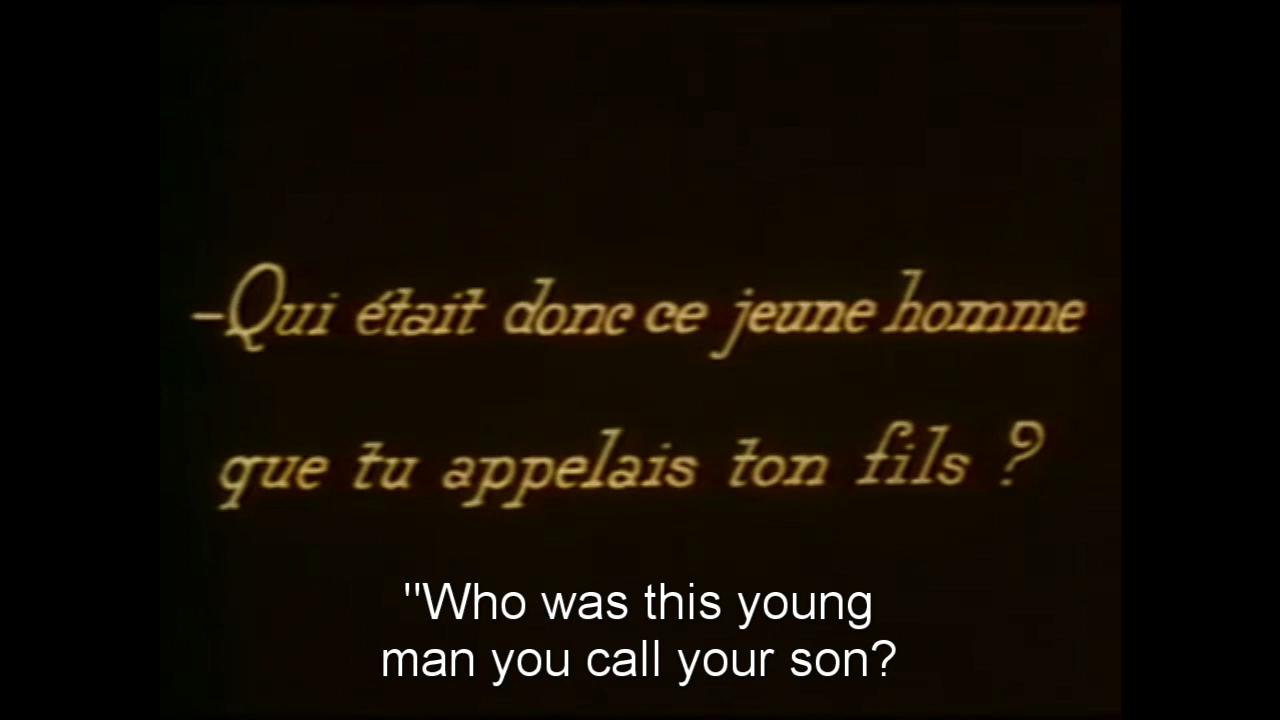 -Qui était donc ce jeune homme
que tu appelais ton fils ?
"Who was this young
man you call your son?